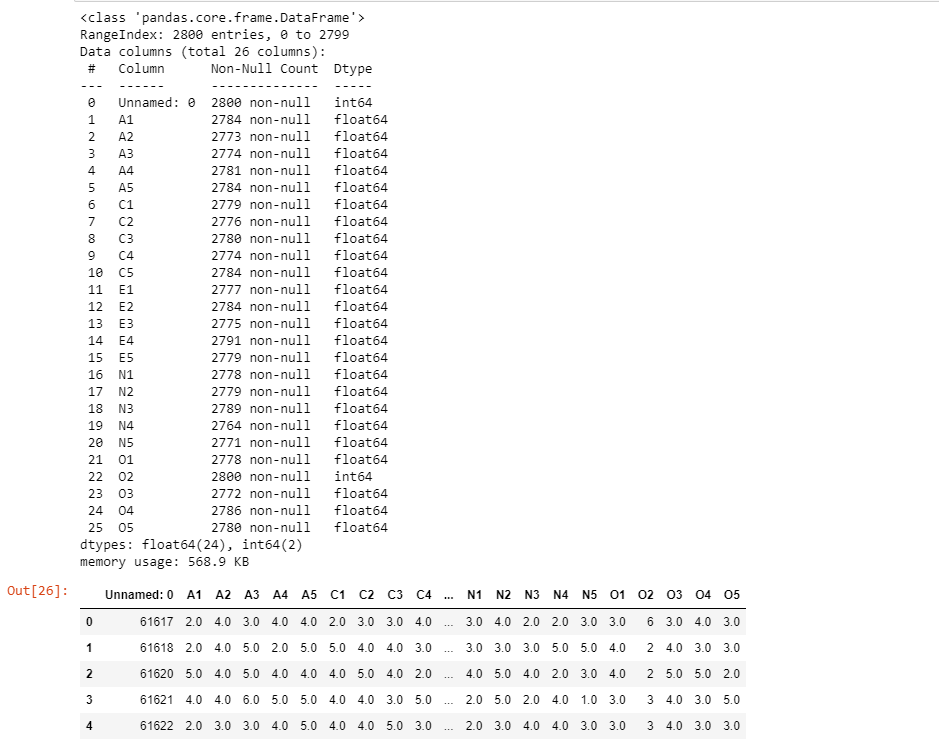 <class 'pandas.core.frame.DataFrame'>
RangeIndex: 2800 entries, 0 to 2799
Data columns (total 26 columns):
 #   Column      Non-Null Count  Dtype
---  ------      --------------  -----
 0   Unnamed: 0  2800 non-null   int64
 1   A1          2784 non-null   float64
 2   A2          2773 non-null   float64
 3   A3          2774 non-null   float64
 4   A4          2781 non-null   float64
 5   A5          2784 non-null   float64
 6   C1          2779 non-null   float64
 7   C2          2776 non-null   float64
 8   C3          2780 non-null   float64
 9   C4          2774 non-null   float64
 10  C5          2784 non-null   float64
 11  E1          2777 non-null   float64
 12  E2          2784 non-null   float64
 13  E3          2775 non-null   float64
 14  E4          2791 non-null   float64
 15  E5          2779 non-null   float64
 16  N1          2778 non-null   float64
 17  N2          2779 non-null   float64
 18  N3          2789 non-null   float64
 19  N4          2764 non-null   float64
 20  N5          2771 non-null   float64
 21  O1          2778 non-null   float64
 22  O2          2800 non-null   int64
 23  O3          2772 non-null   float64
 24  O4          2786 non-null   float64
 25  O5          2780 non-null   float64
dtypes: float64(24), int64(2)
memory usage: 568.9 KB
Out[26]: Unnamed: 0 A1 A2 A3 A4 A5 C1 C2 C3 C4 ... N1 N2 N3 N4 N5 O1 O2 O3 O4 O5
0 61617 2.0 4.0 3.0 4.0 4.0 2.0 3.0 3.0 4.0 ... 3.0 4.0 2.0 2.0 3.0 3.0 6 3.0 4.0 3.0
1 61618 2.0 4.0 5.0 2.0 5.0 5.0 4.0 4.0 3.0 ... 3.0 3.0 3.0 5.0 5.0 4.0 2 4.0 3.0 3.0
2 61620 5.0 4.0 5.0 4.0 4.0 4.0 5.0 4.0 2.0 ... 4.0 5.0 4.0 2.0 3.0 4.0 2 5.0 5.0 2.0
3 61621 4.0 4.0 6.0 5.0 5.0 4.0 4.0 3.0 5.0 ... 2.0 5.0 2.0 4.0 1.0 3.0 3 4.0 3.0 5.0
4 61622 2.0 3.0 3.0 4.0 5.0 4.0 4.0 5.0 3.0 ... 2.0 3.0 4.0 4.0 3.0 3.0 3 4.0 3.0 3.0